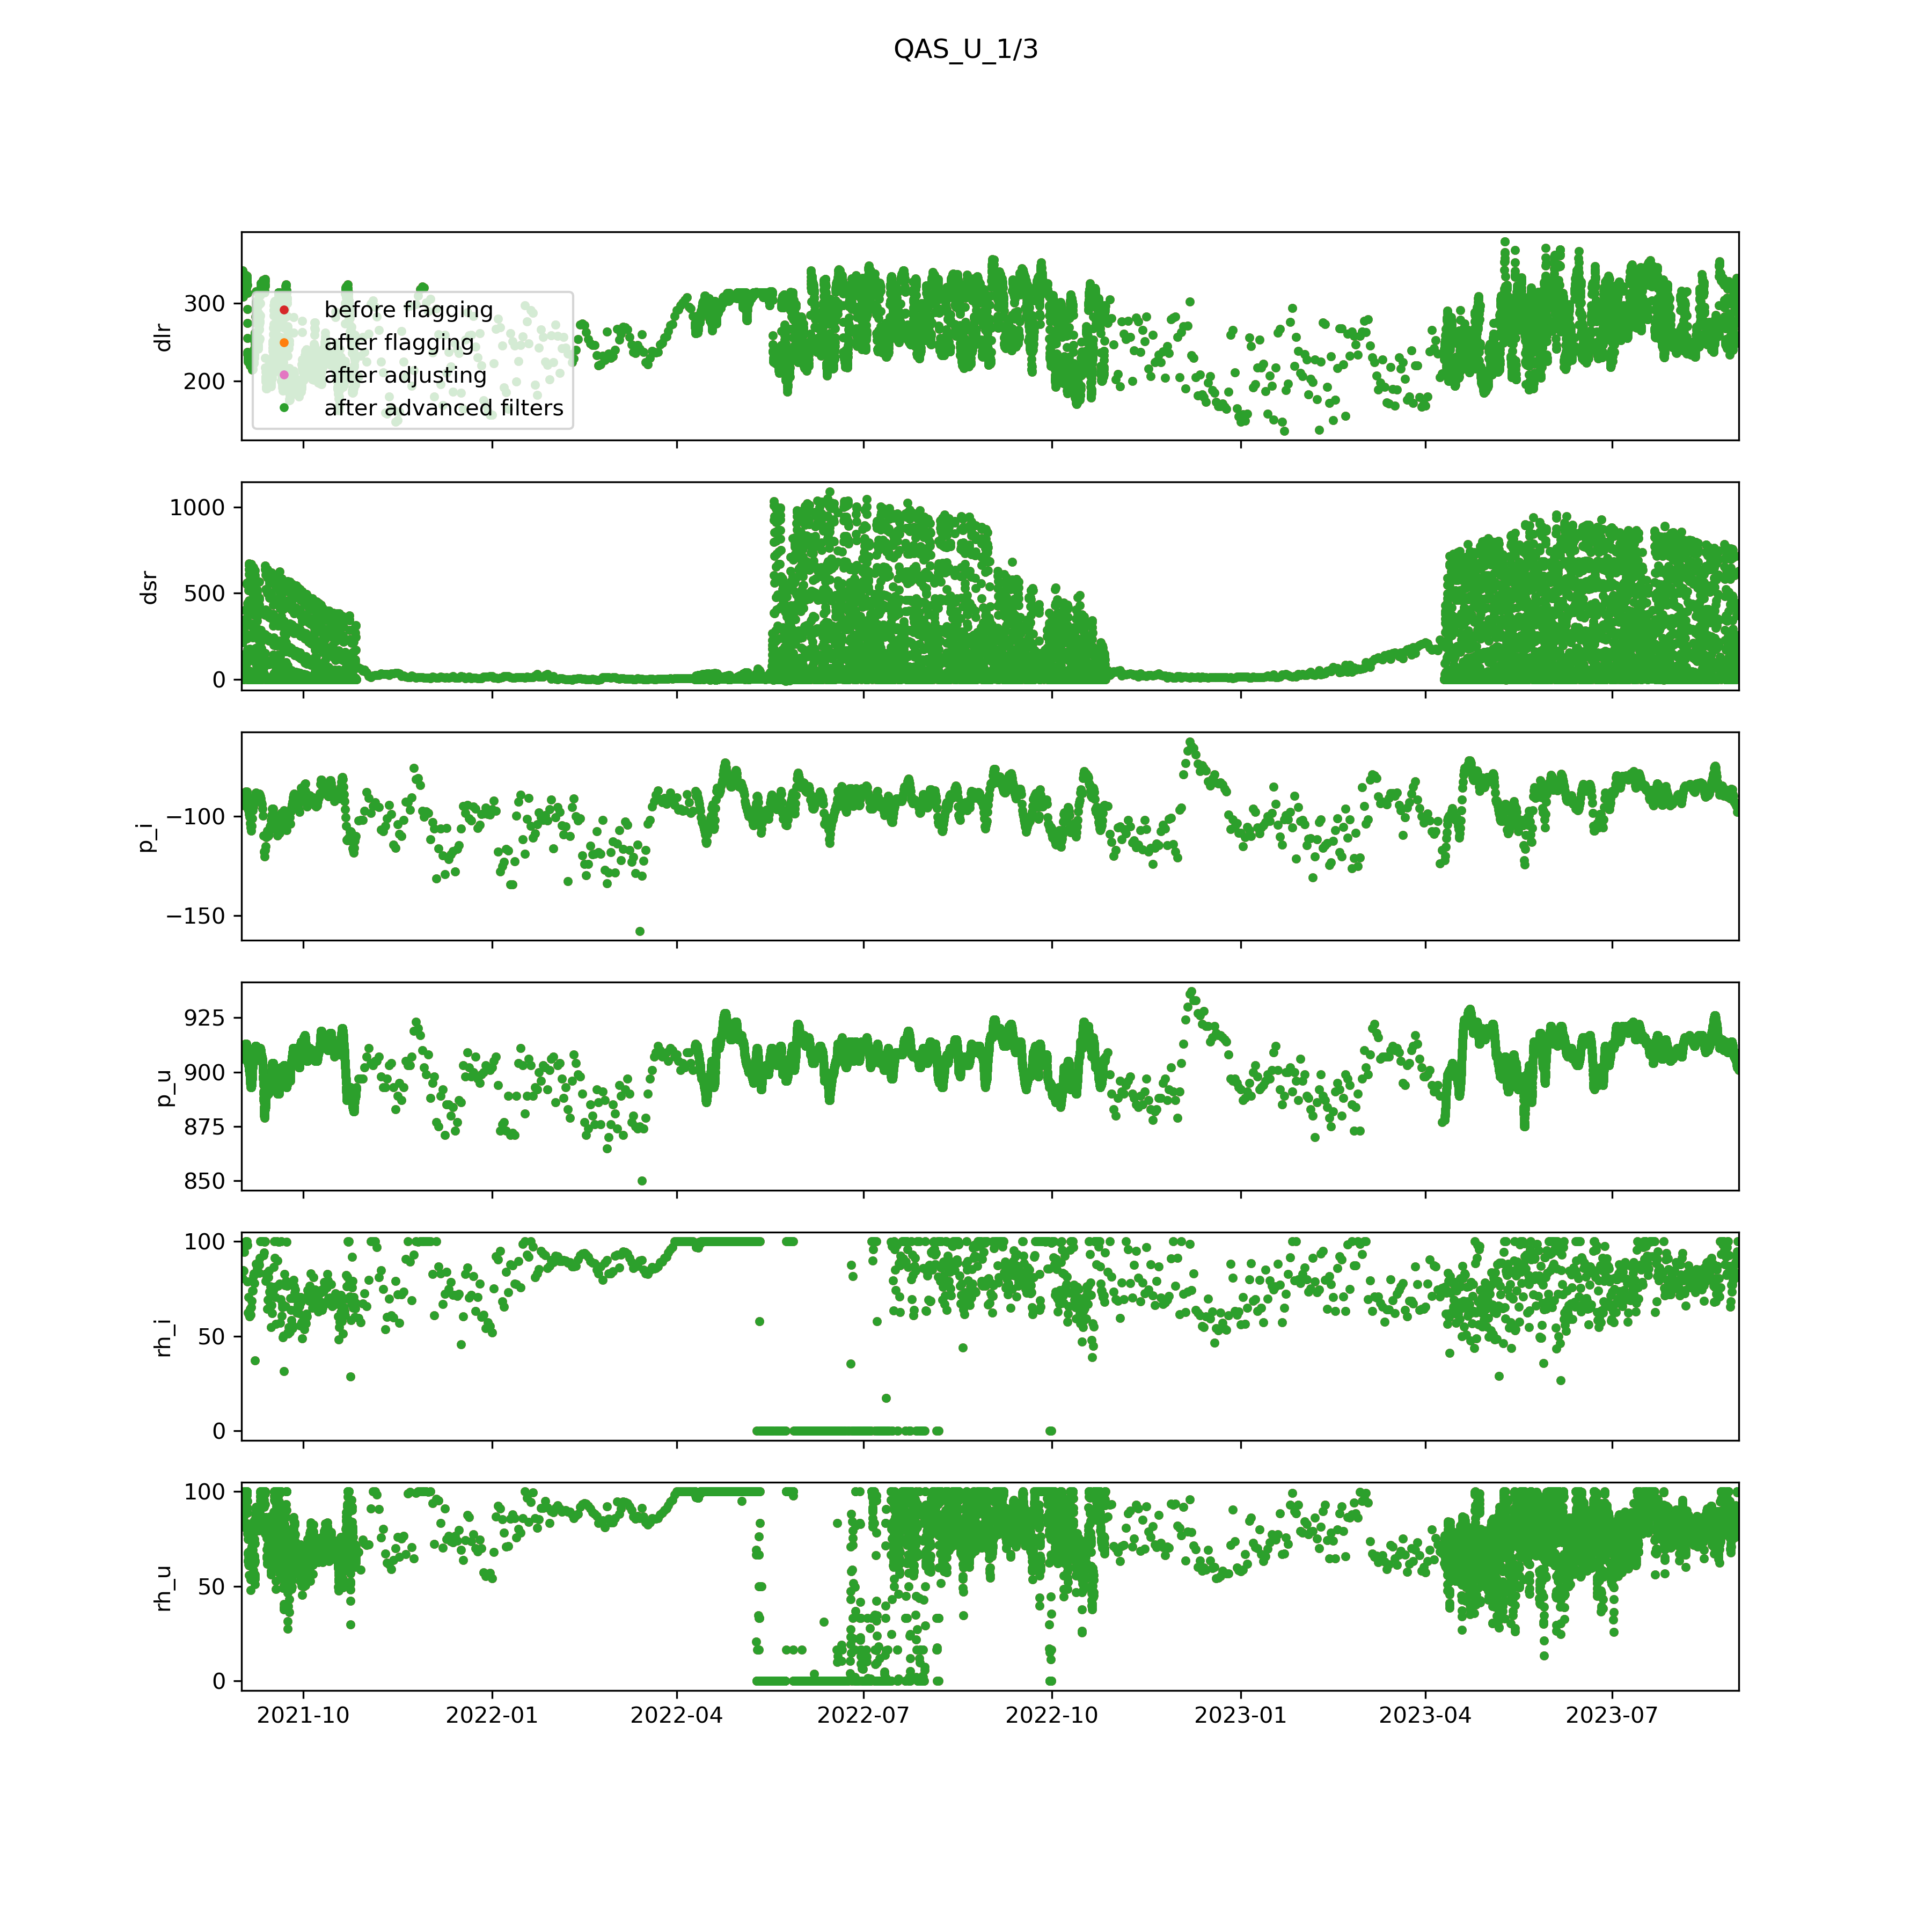 QAS_U_1/3
dlr
300
200
before flagging
after flagging
after adjusting
after advanced filters
dsr
1000
500
0
p_i
−100
−150
p_u
925
900
875
850
rh_i
100
50
0
rh_u
100
50
0
2021-10 2022-01 2022-04 2022-07 2022-10 2023-01 2023-04 2023-07